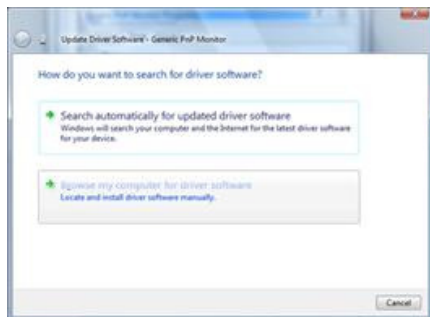 Update Driver Software - Generic PnP Monitor
How do you want to search for driver software?
Search automatically for updated driver software
Windows will search your computer and the Internet for the latest driver software
for your device.
Browse my computer for driver software
Locate and install driver software manually.
Cancel